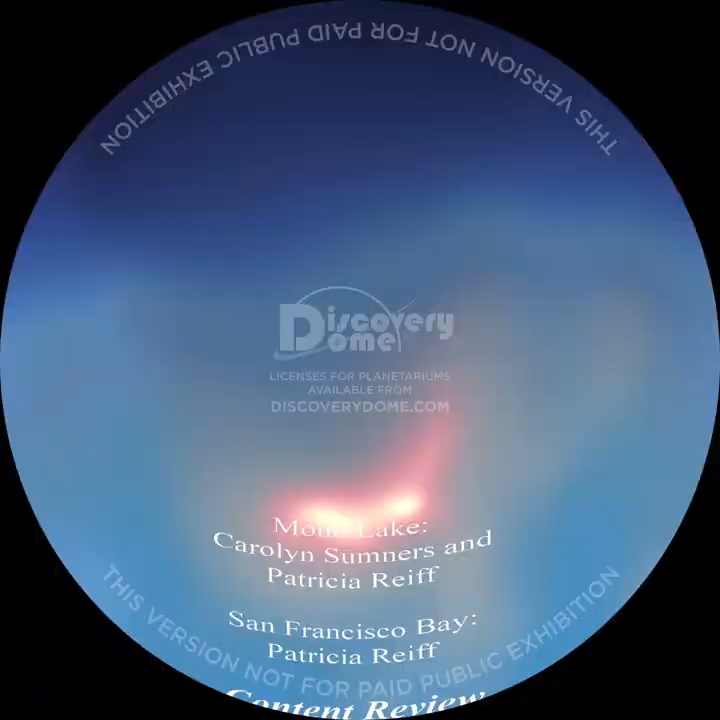 THIS VERSION NOT FOR PAID PUBLIC EXHIBITION
Discovery
Dome
LICENSES FOR PLANETARIUMS
AVAILABLE FROM
DISCOVERYDOME.COM
Mono Lake:
Carolyn Sumners and
Patricia Reiff
San Francisco Bay:
Patricia Reiff
THIS VERSION NOT FOR PAID PUBLIC EXHIBITION
Content Review